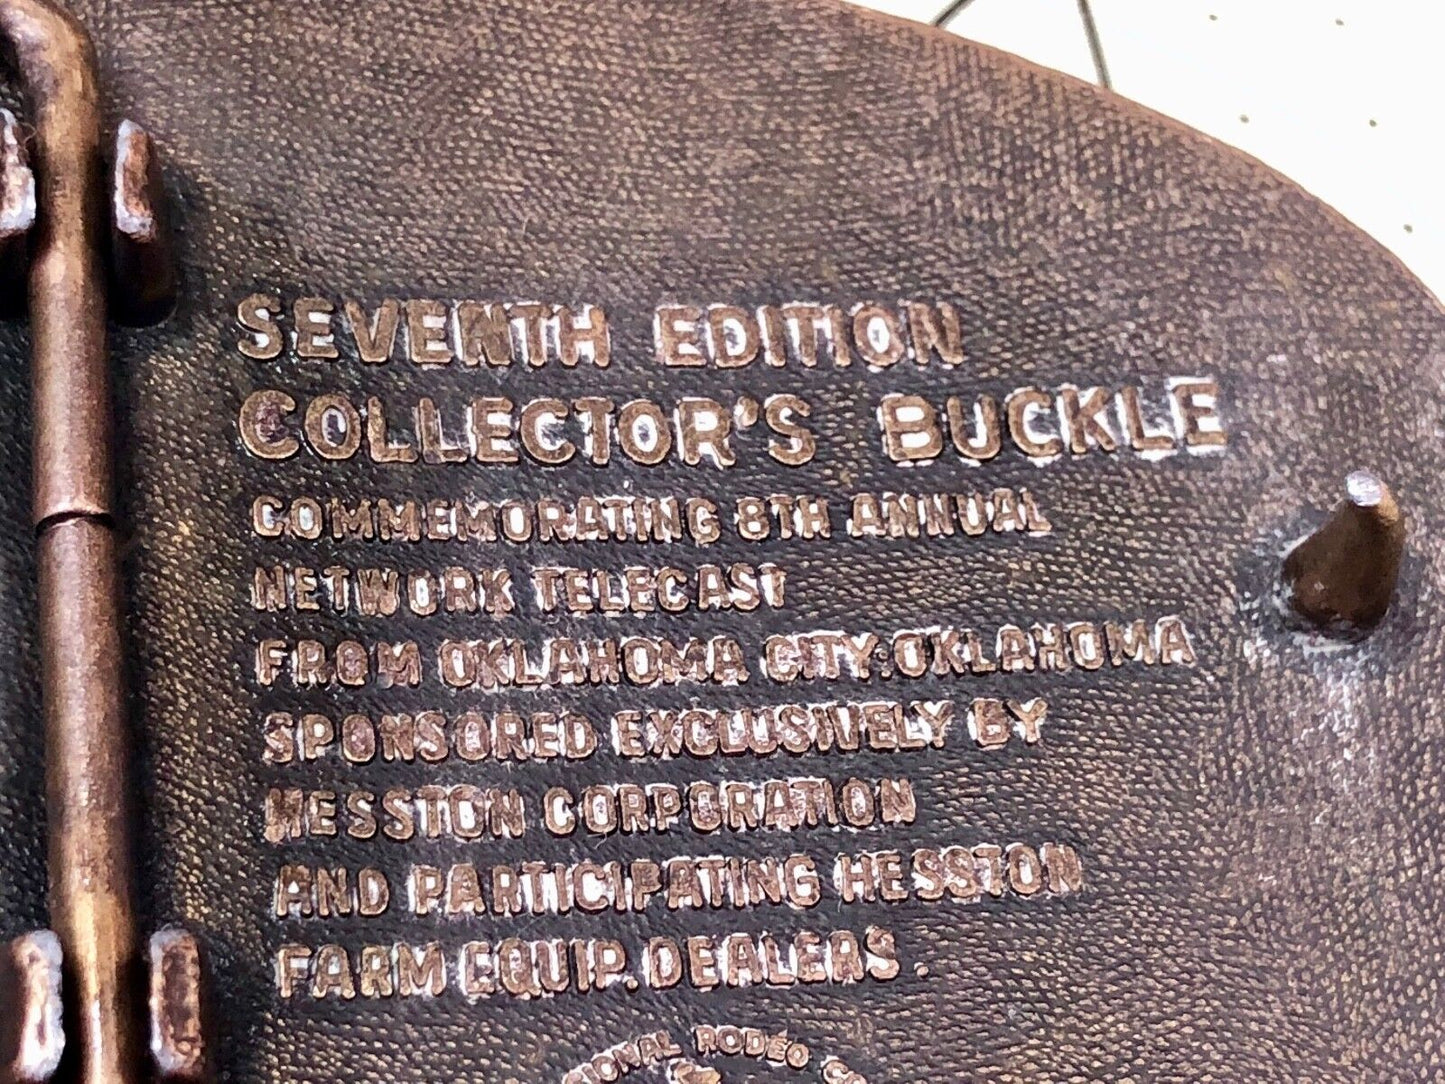 SEVENTH EDITION
COLLECTOR'S BUCKLE
COMMEMORATING 8TH ANNUAL
NETWORK TELECAST
FROM OKLAHOMA CITY.OKLAHOMA
SPONSORED EXCLUSIVELY BY
HESSTON CORPORATION
AND PARTICIPATING HESSTON
FARM EQUIP.DEALERS.
RODEO